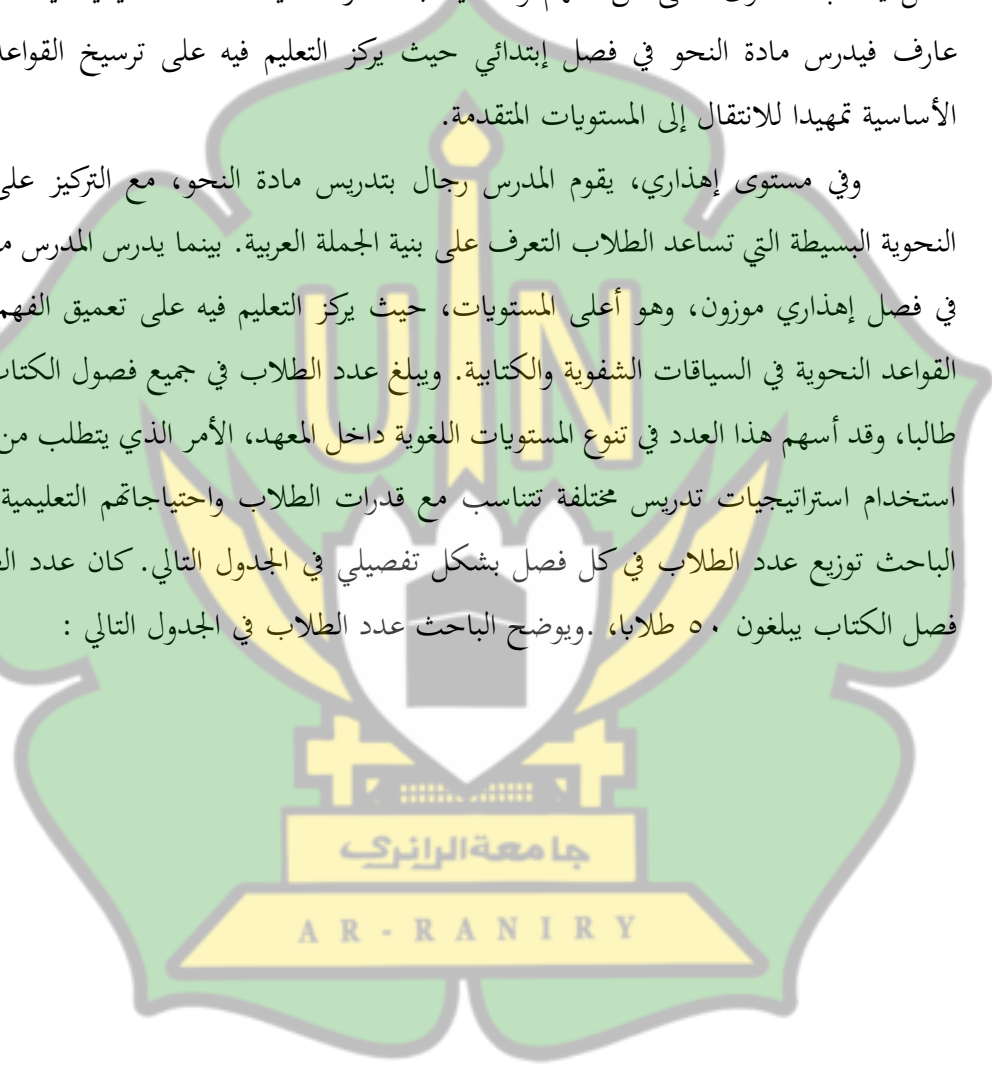 عارف فيدرس مادة النحو في فصل إبتدائي حيث يركز التعليم فيه على ترسيخ القواعد
الأساسية تمهيدا للانتقال إلى المستويات المتقدمة.
وفي مستوى إهذاري، يقوم المدرس رجال بتدريس مادة النحو، مع التركيز على
النحوية البسيطة التي تساعد الطلاب التعرف على بنية الجملة العربية. بينما يدرس المدرس
في فصل إهذاري موزون، وهو أعلى المستويات، حيث يركز التعليم فيه على تعميق الفهم
القواعد النحوية في السياقات الشفوية والكتابية. ويبلغ عدد الطلاب في جميع فصول الكتاب
طالبا، وقد أسهم هذا العدد في تنوع المستويات اللغوية داخل المعهد، الأمر الذي يتطلب من
استخدام استراتيجيات تدريس مختلفة تتناسب مع قدرات الطلاب واحتياجاتهم التعليمية
الباحث توزيع عدد الطلاب في كل فصل بشكل تفصيلي في الجدول التالي. كان عدد
فصل الكتاب يبلغون ٥٠ طلابا، .ويوضح الباحث عدد الطلاب في الجدول التالي :
UIN
جامعة الرانري
AR-RANIRY